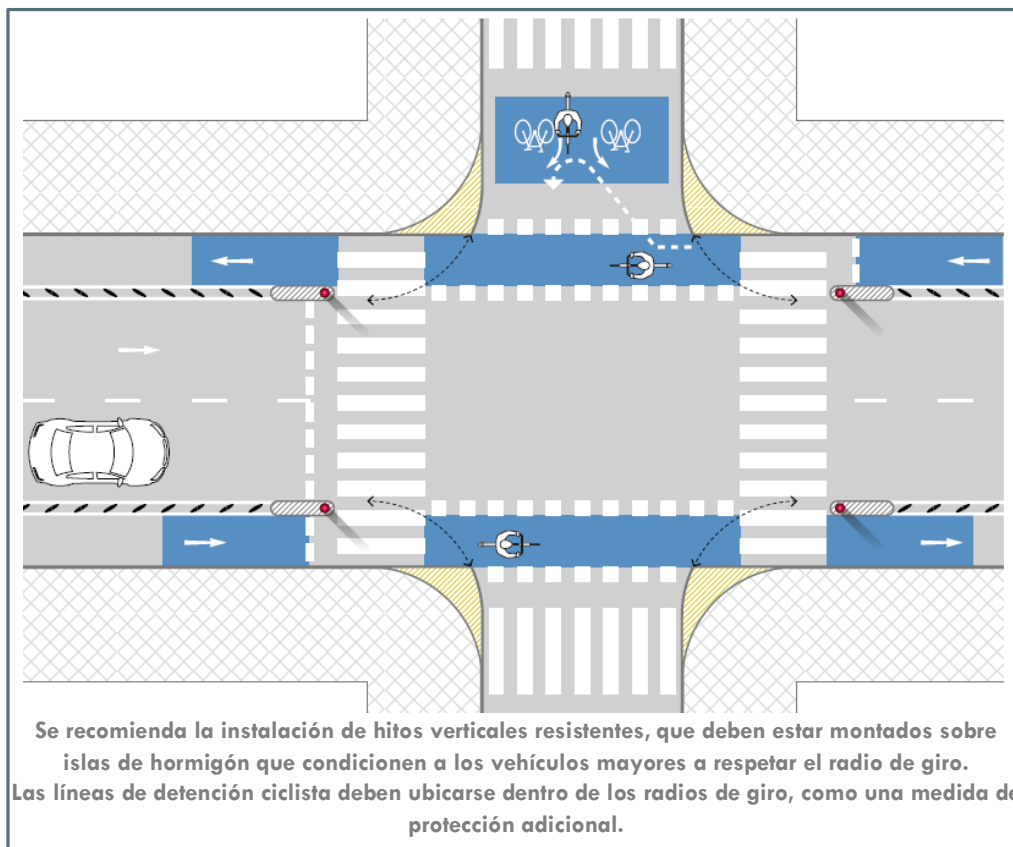 Se recomienda la instalación de hitos verticales resistentes, que deben estar montados sobre
islas de hormigón que condicionen a los vehículos mayores a respetar el radio de giro.
Las líneas de detención ciclista deben ubicarse dentro de los radios de giro, como una medida de
protección adicional.